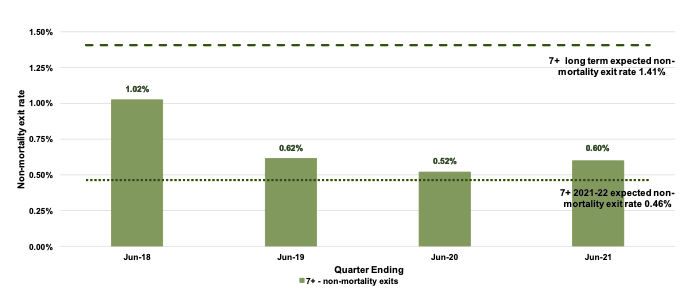 1.50%
7+ long term expected non-
mortality exit rate 1.41%
1.25%
1.02%
1.00%
Non-mortality exit rate
0.75%
0.62%
0.52%
0.60%
0.50%
7+ 2021-22 expected non-
mortality exit rate 0.46%
0.25%
0.00%
Jun-18 Jun-19 Jun-20 Jun-21
Quarter Ending
7+ - non-mortality exits